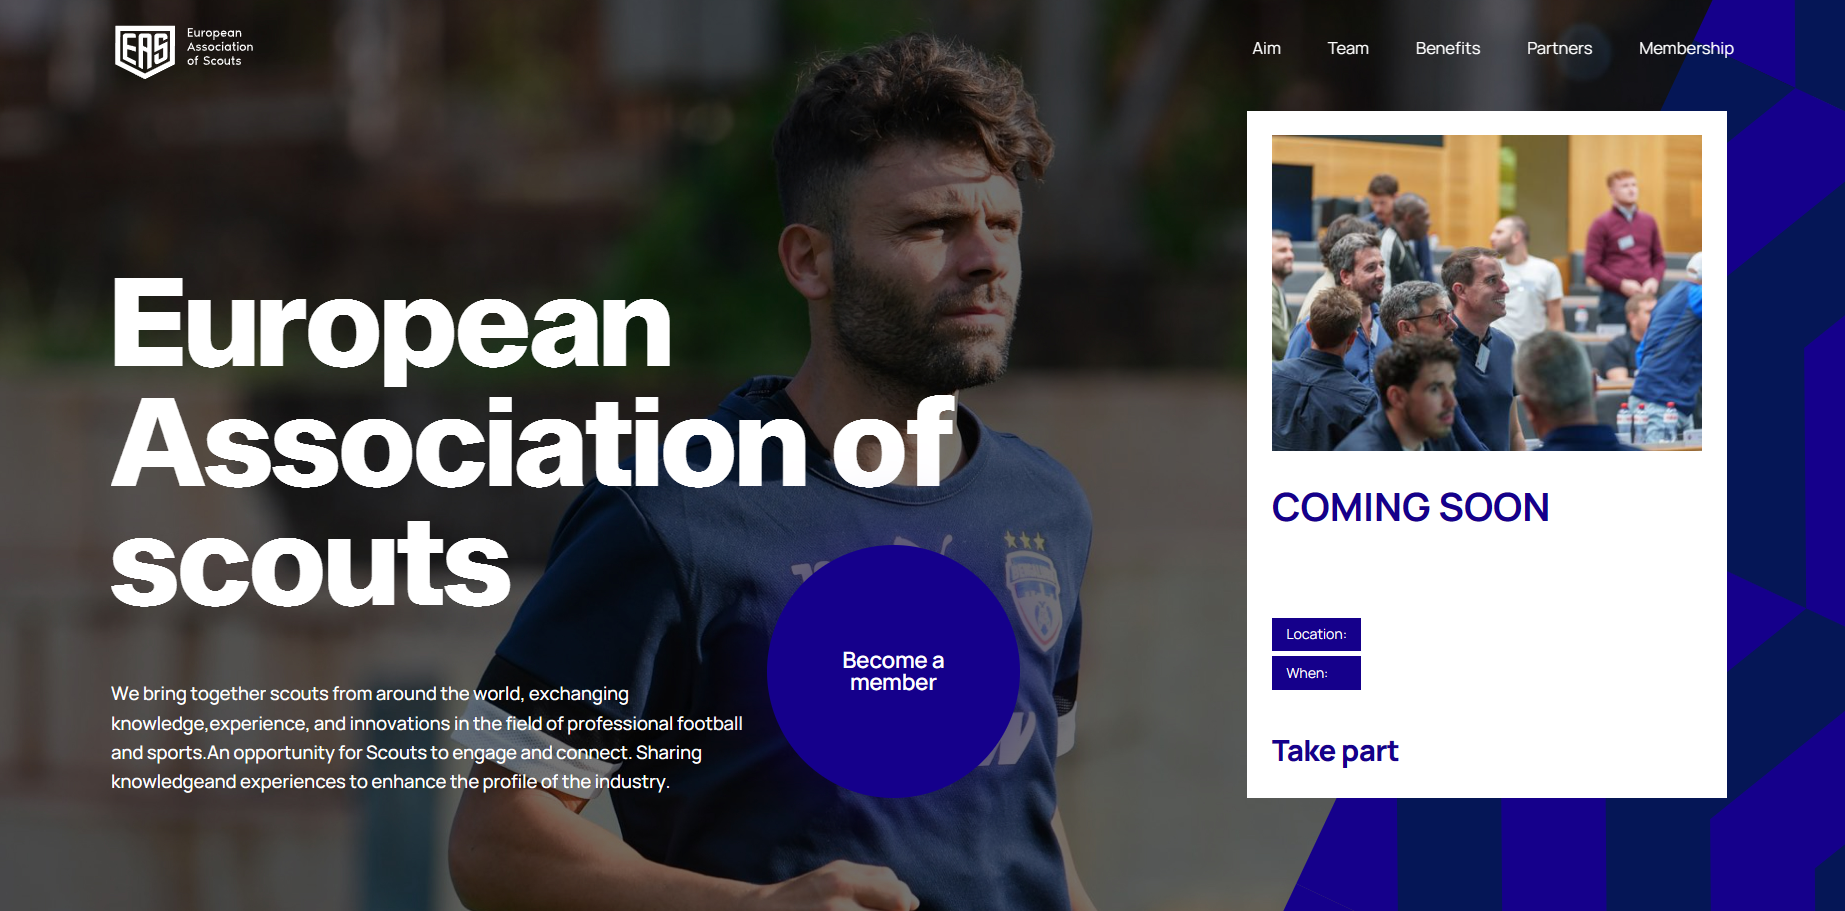 European
Association
of Scouts
Aim
Team
Benefits
Partners
Membership
European
Association of
scouts
We bring together scouts from around the world, exchanging
knowledge,experience, and innovations in the field of professional football
and sports.An opportunity for Scouts to engage and connect. Sharing
knowledgeand experiences to enhance the profile of the industry.
Become a
member
COMING SOON
Location:
When:
Take part
EAS